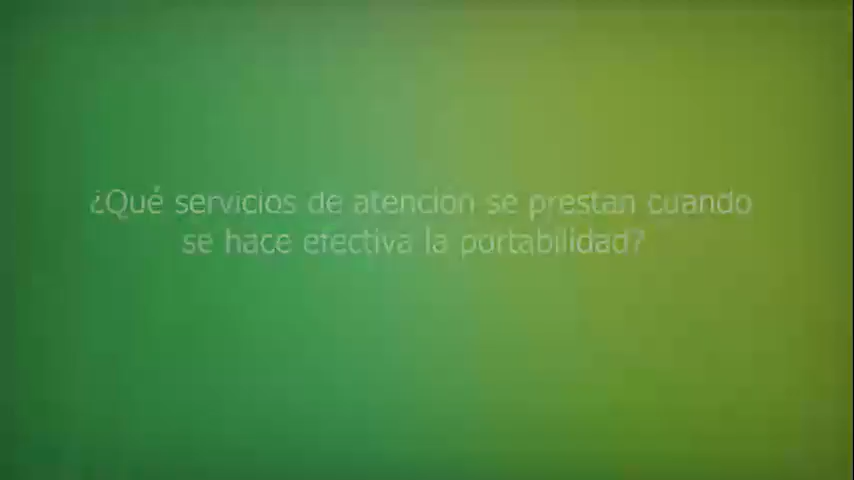 ¿Qué servicios de atención se prestan cuando
se hace efectiva la portabilidad?